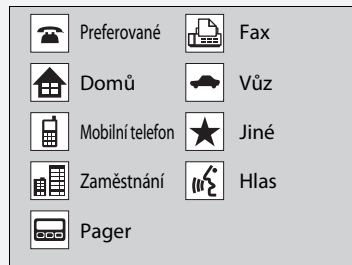 Preferované
Fax
Domů
Vůz
Mobilní telefon
Jiné
Zaměstnání
Hlas
Pager